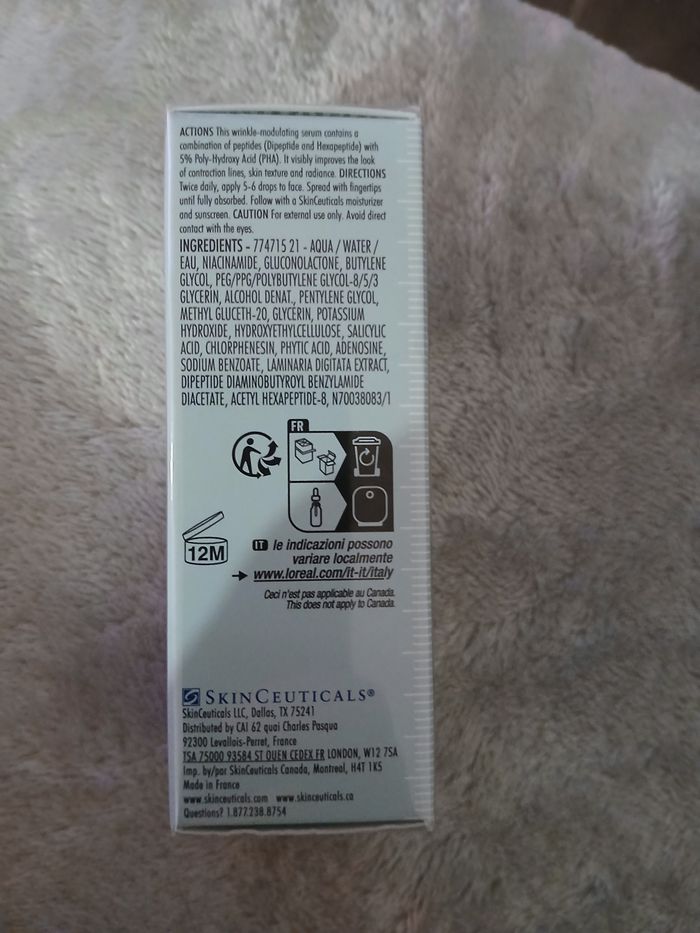 ACTIONS This wrinkle-modulating serum contains a
combination of peptides (Dipeptide and Hexapeptide) with
5% Poly-Hydroxy Acid (PHA). It visibly improves the look
of contraction lines, skin texture and radiance. DIRECTIONS
Twice daily, apply 5-6 drops to face. Spread with fingertips
until fully absorbed. Follow with a SkinCeuticals moisturizer
and sunscreen. CAUTION For external use only. Avoid direct
contact with the eyes.
INGREDIENTS - 774715 21 - AQUA / WATER /
EAU, NIACINAMIDE, GLUCONOLACTONE, BUTYLENE
GLYCOL, PEG/PPG/POLYBUTYLENE GLYCOL-8/5/3
GLYCERIN, ALCOHOL DENAT., PENTYLENE GLYCOL,
METHYL GLUCETH-20, GLYCERIN, POTASSIUM
HYDROXIDE, HYDROXYETHYLCELLULOSE, SALICYLIC
ACID, CHLORPHENESIN, PHYTIC ACID, ADENOSINE,
SODIUM BENZOATE, LAMINARIA DIGITATA EXTRACT,
DIPEPTIDE DIAMINOBUTYROYL BENZYLAMIDE
DIACETATE, ACETYL HEXAPEPTIDE-8, N70038083/1
FR
12M
IT le indicazioni possono
variare localmente
www.loreal.com/it-it/italy
Ceci n'est pas applicable au Canada.
This does not apply to Canada.
SKINCEUTICALS®
SkinCeuticals LLC, Dallas, TX 75241
Distributed by CAI 62 quai Charles Pasqua
92300 Levallois-Perret, France
TSA 75000 93584 ST OUEN CEDEX FR LONDON, W12 7SA
Imp. by/par SkinCeuticals Canada, Montreal, H4T 1K5
Made in France
www.skinceuticals.com www.skinceuticals.ca
Questions? 1.877.238.8754